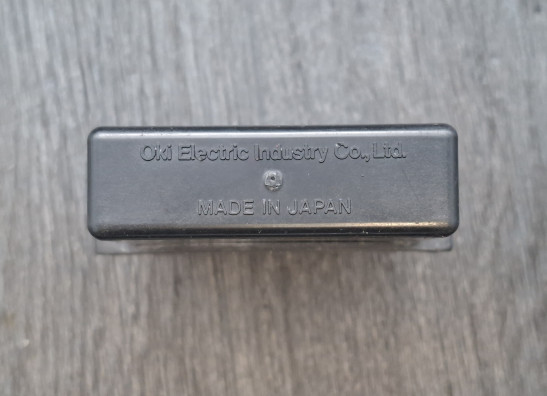 Oki Electric Industry Co., Ltd.
MADE IN JAPAN